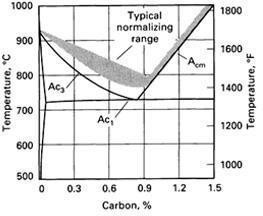 1000
900
800
700
600
500
Temperature, °C
Typical
normalizing
range
Ac3
Acm
Ac1
1800
1600
1400
1200
1000
Temperature, °F
0 0.3 0.6 0.9 1.2 1.5
Carbon, %